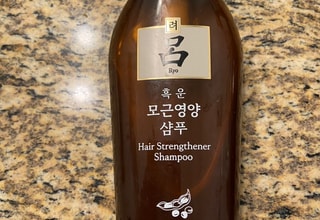 려
呂
Ryo
흑 운
모근영양
샴푸
Hair Strengthener
Shampoo